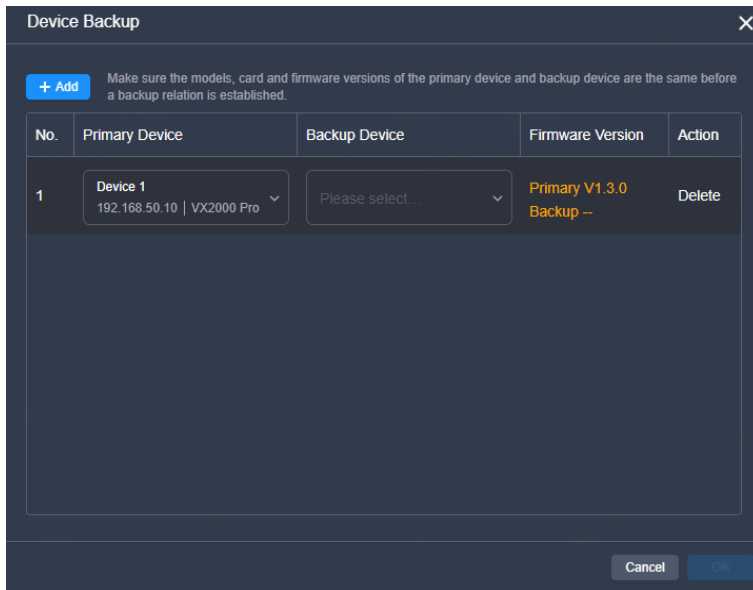 Device Backup
+ Add
Make sure the models, card and firmware versions of the primary device and backup device are the same before
a backup relation is established.
No. Primary Device Backup Device Firmware Version Action
1
Device 1
192.168.50.10 | VX2000 Pro
Please select...
Primary V1.3.0
Backup --
Delete
Cancel OK